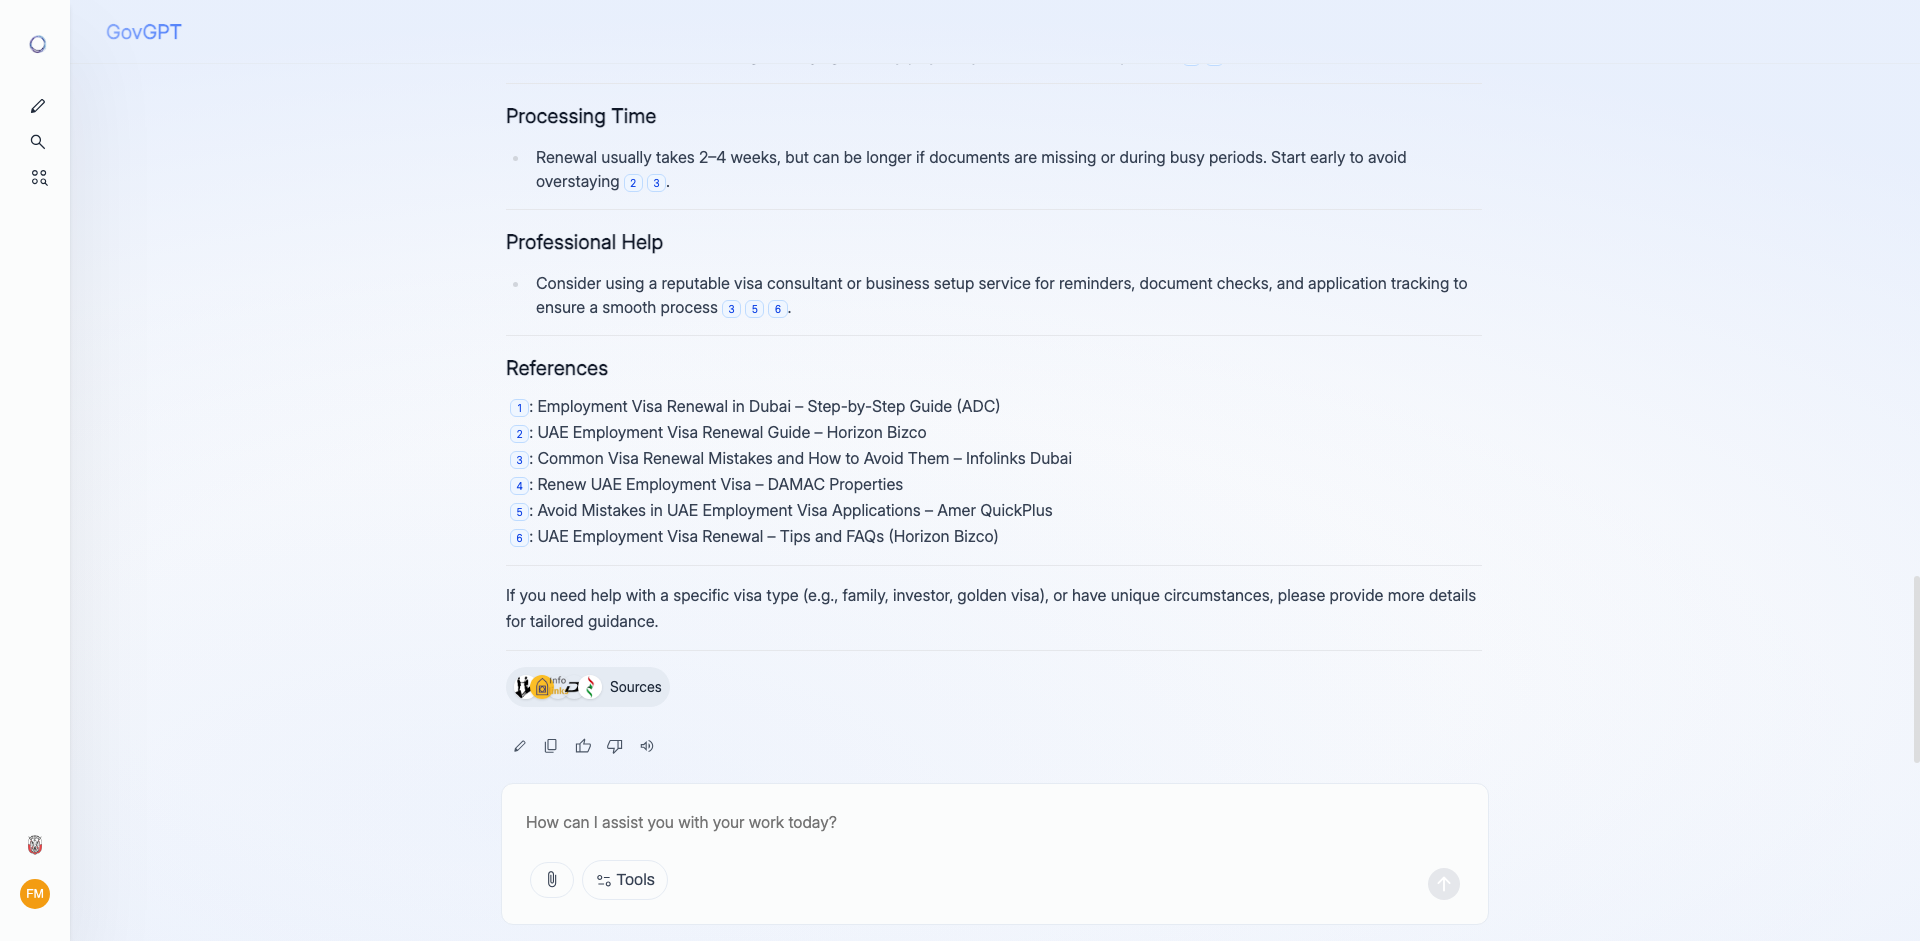 GovGPT
Processing Time
Renewal usually takes 2–4 weeks, but can be longer if documents are missing or during busy periods. Start early to avoid
overstaying 2 3.
Professional Help
Consider using a reputable visa consultant or business setup service for reminders, document checks, and application tracking to
ensure a smooth process 3 5 6.
References
1: Employment Visa Renewal in Dubai – Step-by-Step Guide (ADC)
2: UAE Employment Visa Renewal Guide – Horizon Bizco
3: Common Visa Renewal Mistakes and How to Avoid Them – Infolinks Dubai
4: Renew UAE Employment Visa – DAMAC Properties
5: Avoid Mistakes in UAE Employment Visa Applications – Amer QuickPlus
6: UAE Employment Visa Renewal – Tips and FAQs (Horizon Bizco)
If you need help with a specific visa type (e.g., family, investor, golden visa), or have unique circumstances, please provide more details
for tailored guidance.
Sources
How can I assist you with your work today?
Tools
FM